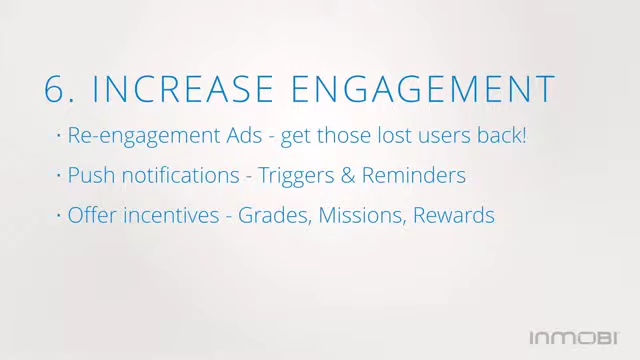 6. INCREASE ENGAGEMENT
· Re-engagement Ads - get those lost users back!
· Push notifications - Triggers & Reminders
· Offer incentives - Grades, Missions, Rewards
INMOBI